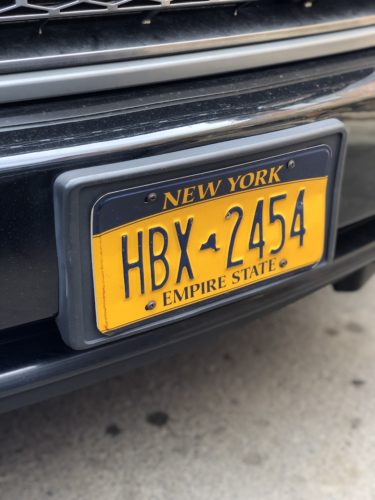 NEW YORK
HBX 2454
EMPIRE STATE